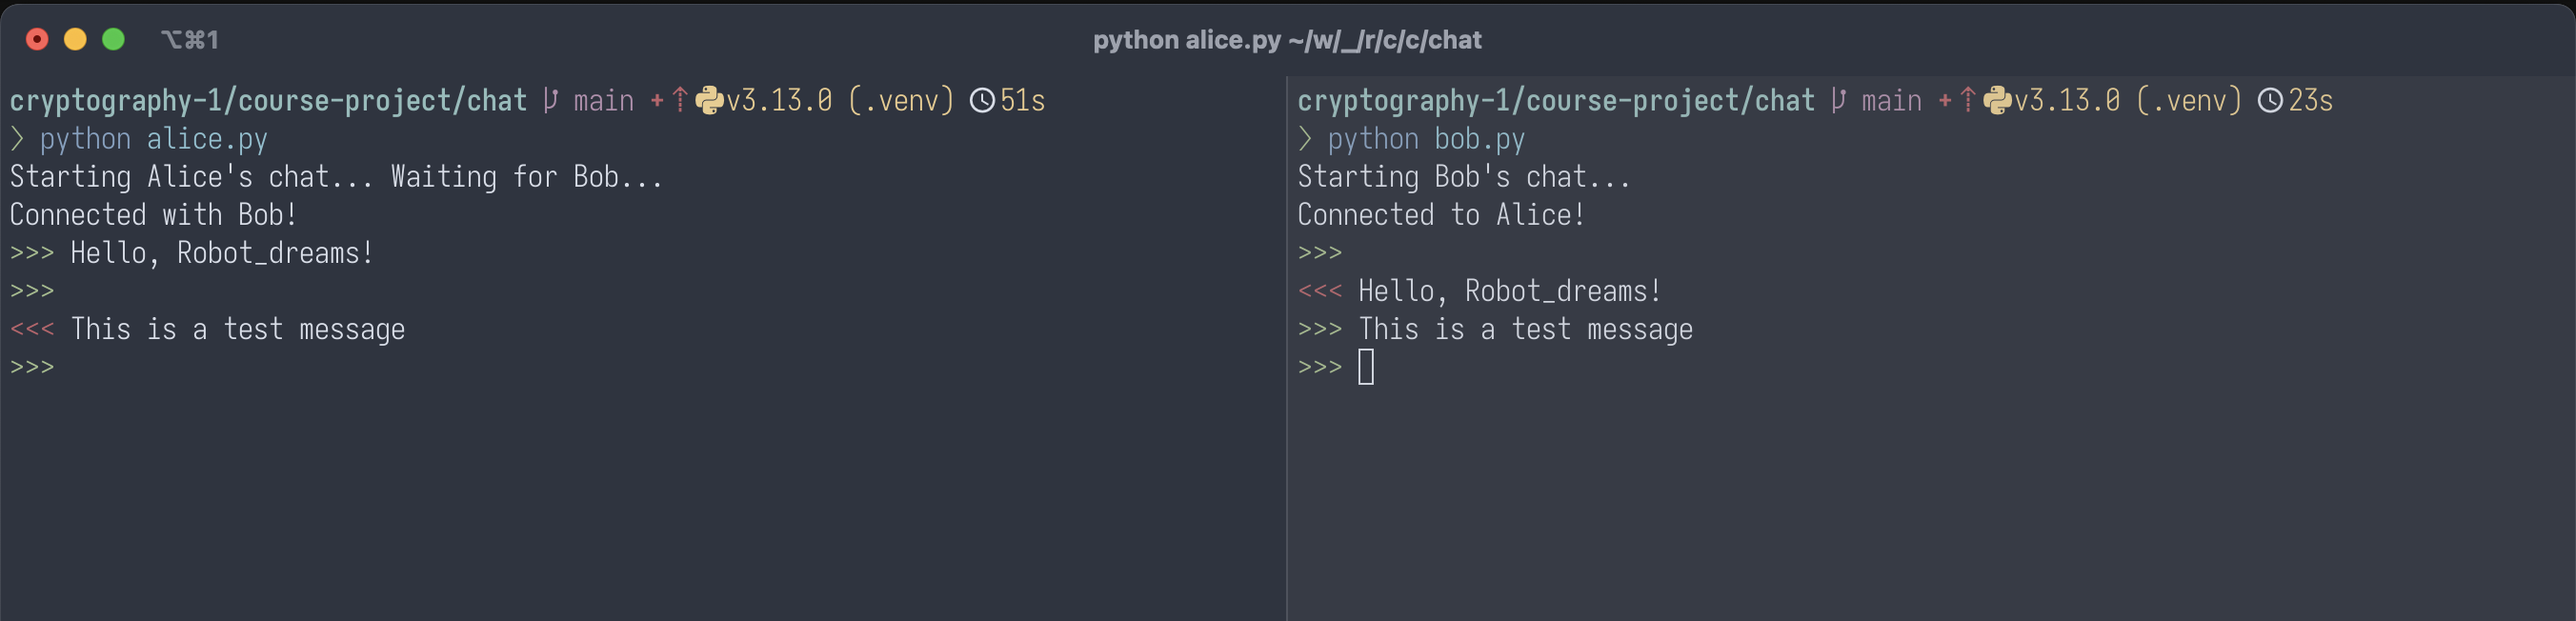 ⌥⌘1
python alice.py ~/w/_/r/c/c/chat
cryptography-1/course-project/chat main +⇡ v3.13.0 (.venv) 51s
❯ python alice.py
Starting Alice's chat... Waiting for Bob...
Connected with Bob!
>>> Hello, Robot_dreams!
>>>
<<< This is a test message
>>>
cryptography-1/course-project/chat main +⇡ v3.13.0 (.venv) 23s
❯ python bob.py
Starting Bob's chat...
Connected to Alice!
>>>
<<< Hello, Robot_dreams!
>>> This is a test message
>>>